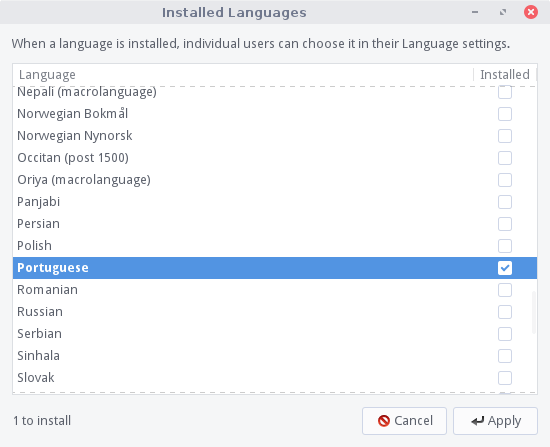 Installed Languages
When a language is installed, individual users can choose it in their Language settings.
Language Installed
Nepali (macrolanguage)
Norwegian Bokmål
Norwegian Nynorsk
Occitan (post 1500)
Oriya (macrolanguage)
Panjabi
Persian
Polish
Portuguese
Romanian
Russian
Serbian
Sinhala
Slovak
1 to install
Cancel Apply